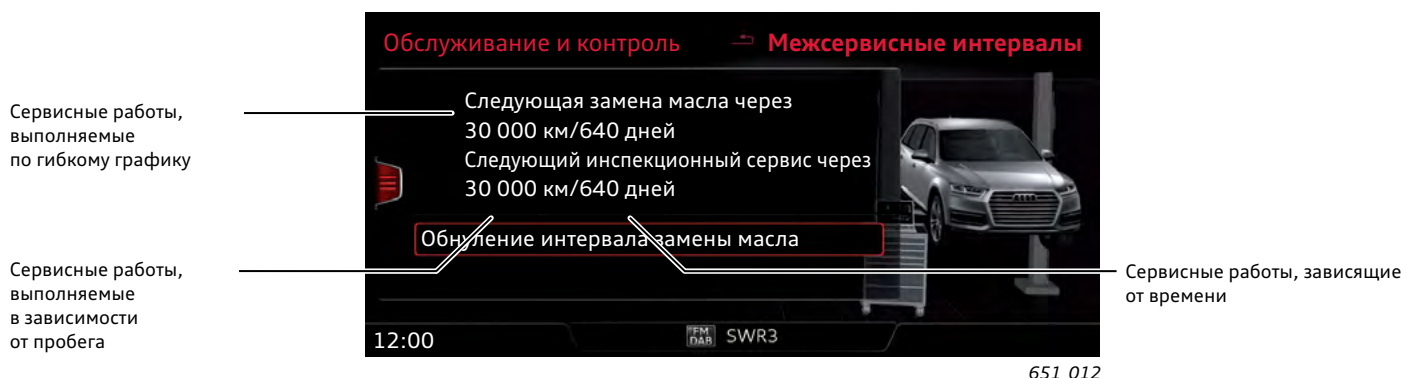 Обслуживание и контроль Межсервисные интервалы
Сервисные работы,
выполняемые
по гибкому графику
Следующая замена масла через
30 000 км/640 дней
Следующий инспекционный сервис через
30 000 км/640 дней
Обнуление интервала замены масла
Сервисные работы,
выполняемые
в зависимости
от пробега
Сервисные работы, зависящие
от времени
12:00
FM
DAB
SWR3
651_012